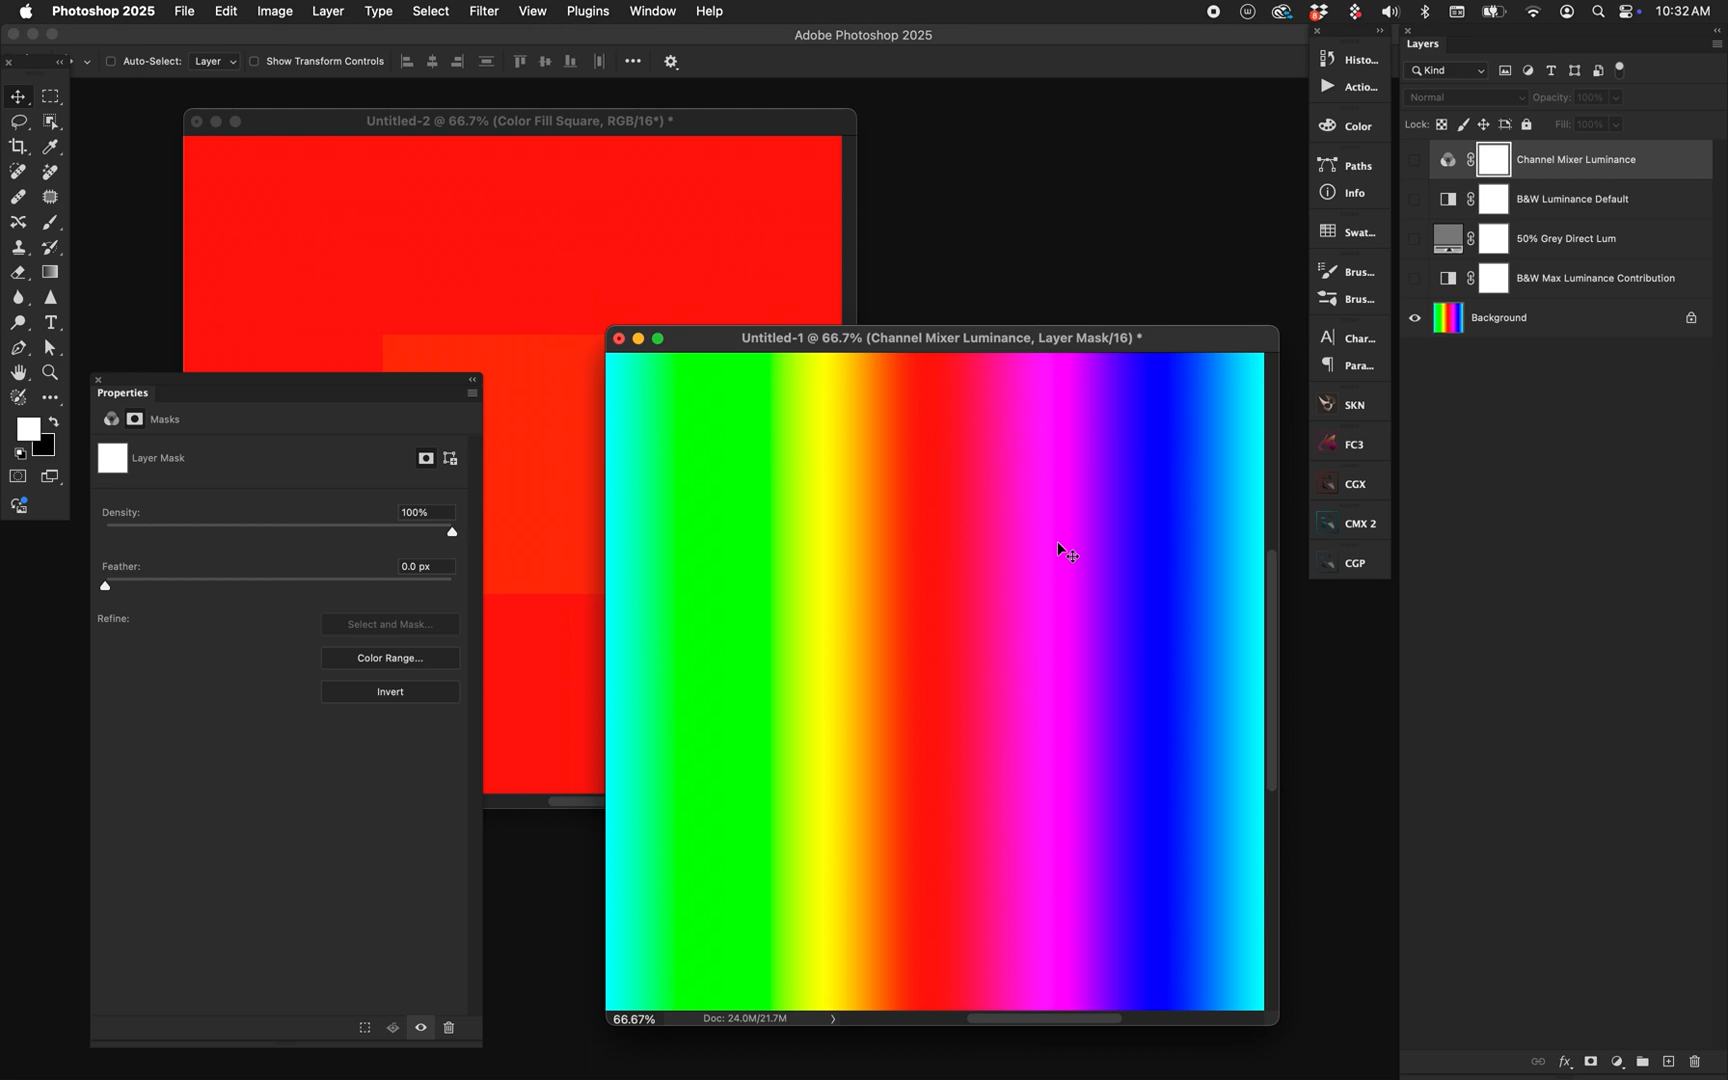 Photoshop 2025 File Edit Image Layer Type Select Filter View Plugins Window Help 10:32 AM
Adobe Photoshop 2025
Auto-Select: Layer Show Transform Controls
Untitled-2 @ 66.7% (Color Fill Square, RGB/16*) *
Untitled-1 @ 66.7% (Channel Mixer Luminance, Layer Mask/16) *
66.67% Doc: 24.0M/21.7M
Properties
Masks
Layer Mask
Density: 100%
Feather: 0.0 px
Refine:
Select and Mask...
Color Range...
Invert
Histo...
Actio...
Color
Paths
Info
Swat...
Brus...
Brus...
Char...
Para...
SKN
FC3
CGX
CMX 2
CGP
Layers
Kind
Normal Opacity: 100%
Lock: Fill: 100%
Channel Mixer Luminance
B&W Luminance Default
50% Grey Direct Lum
B&W Max Luminance Contribution
Background